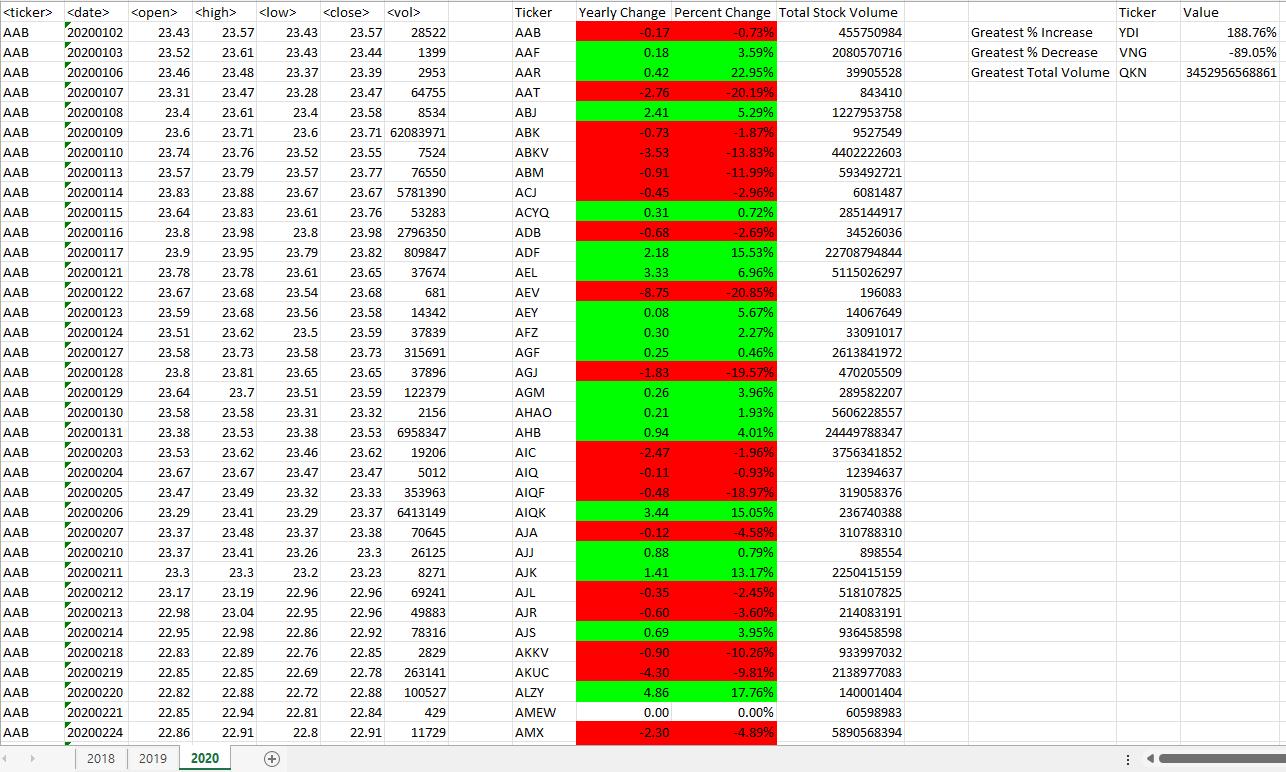 <ticker> <date> <open> <high> <low> <close> <vol> Ticker Yearly Change Percent Change Total Stock Volume Ticker Value
AAB 20200102 23.43 23.57 23.43 23.57 28522 AAB -0.17 -0.73% 455750984 Greatest % Increase YDI 188.76%
AAB 20200103 23.52 23.61 23.61 23.44 1399 AAF 0.18 3.59% 2080570716 Greatest % Decrease VNG -89.05%
AAB 20200106 23.46 23.48 23.37 23.39 2953 AAR 0.42 22.95% 39905528 Greatest Total Volume QKN 3452956568861
AAB 20200107 23.31 23.47 23.28 23.47 64755 AAT -2.76 -20.19% 843410
AAB 20200108 23.4 23.61 23.4 23.58 8534 ABJ 2.41 5.29% 1227953758
AAB 20200109 23.6 23.71 23.6 23.71 62083971 ABK -0.73 -1.87% 9527549
AAB 20200110 23.74 23.76 23.52 23.55 7524 ABKV -3.53 -13.83% 4402222603
AAB 20200113 23.57 23.79 23.57 23.77 76550 ABM -0.91 -11.99% 593492721
AAB 20200114 23.83 23.88 23.67 23.67 5781390 ACJ -0.45 -2.96% 6081487
AAB 20200115 23.64 23.83 23.61 23.76 53283 ACYQ 0.31 0.72% 285144917
AAB 20200116 23.8 23.98 23.8 23.98 2796350 ADB -0.68 -2.69% 34526036
AAB 20200117 23.9 23.95 23.79 23.82 809847 ADF 2.18 15.53% 22708794844
AAB 20200121 23.78 23.78 23.61 23.65 37674 AEL 3.33 6.96% 5115026297
AAB 20200122 23.67 23.68 23.54 23.68 681 AEV -8.75 -20.85% 196083
AAB 20200123 23.59 23.68 23.56 23.58 14342 AEY 0.08 5.67% 14067649
AAB 20200124 23.51 23.62 23.5 23.59 37839 AFZ 0.30 2.27% 33091017
AAB 20200127 23.58 23.73 23.58 23.73 315691 AGF 0.25 0.46% 2613841972
AAB 20200128 23.8 23.81 23.65 23.65 37896 AGJ -1.83 -19.57% 470205509
AAB 20200129 23.64 23.7 23.51 23.59 122379 AGM 0.26 3.96% 289582207
AAB 20200130 23.58 23.58 23.31 23.32 2156 AHAO 0.21 1.93% 5606228557
AAB 20200131 23.38 23.53 23.38 23.53 6958347 AHB 0.94 4.01% 24449788347
AAB 20200203 23.53 23.62 23.46 23.62 19206 AIC -2.47 -1.96% 3756341852
AAB 20200204 23.67 23.67 23.47 23.47 5012 AIQ -0.11 -0.93% 12394637
AAB 20200205 23.47 23.49 23.32 23.33 353963 AIQF -0.48 -18.97% 319058376
AAB 20200206 23.29 23.41 23.29 23.37 6413149 AIQK 3.44 15.05% 236740388
AAB 20200207 23.37 23.48 23.37 23.38 70645 AJA -0.12 -4.58% 310788310
AAB 20200210 23.37 23.41 23.26 23.3 26125 AJJ 0.88 0.79% 898554
AAB 20200211 23.3 23.3 23.2 23.23 8271 AJK 1.41 13.17% 2250415159
AAB 20200212 23.17 23.19 22.96 22.96 69241 AJL -0.35 -2.45% 518107825
AAB 20200213 22.98 23.04 22.95 22.96 49883 AJR -0.60 -3.60% 214083191
AAB 20200214 22.95 22.98 22.86 22.92 78316 AJS 0.69 3.95% 936458598
AAB 20200218 22.83 22.89 22.76 22.85 2829 AKKV -0.90 -10.26% 933997032
AAB 20200219 22.85 22.85 22.69 22.78 263141 AKUC -4.30 -9.81% 2138977083
AAB 20200220 22.82 22.88 22.72 22.88 100527 ALZY 4.86 17.76% 140001404
AAB 20200221 22.85 22.94 22.81 22.84 429 AMEW 0.00 0.00% 60598983
AAB 20200224 22.86 22.91 22.8 22.91 11729 AMX -2.30 -4.89% 5890568394
2018 2019 2020